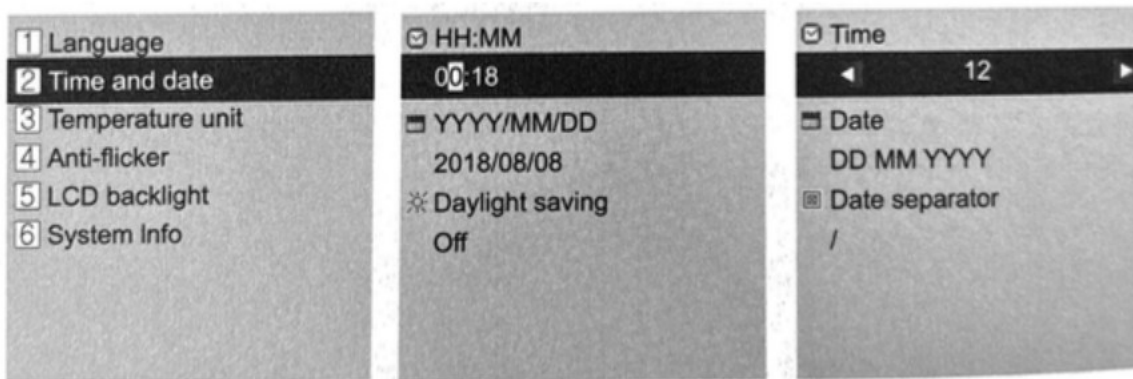 1 Language
2 Time and date
3 Temperature unit
4 Anti-flicker
5 LCD backlight
6 System Info
HH:MM
00:18
YYYY/MM/DD
2018/08/08
Daylight saving
Off
Time
12
Date
DD MM YYYY
Date separator
/